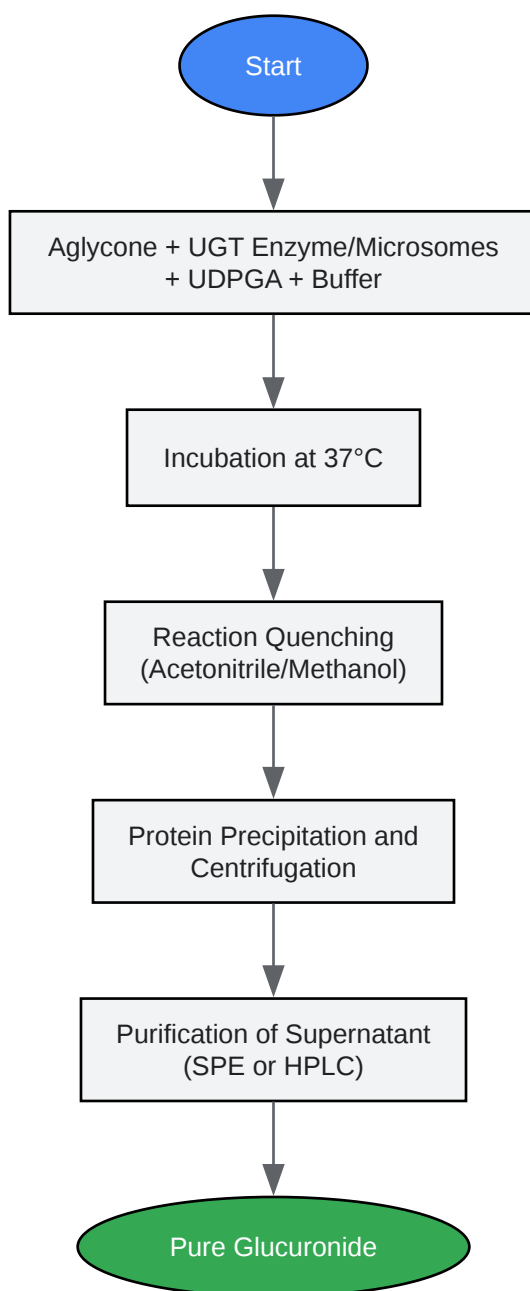 Start
Aglycone + UGT Enzyme/Microsomes
+ UDPGA + Buffer
Incubation at 37°C
Reaction Quenching
(Acetonitrile/Methanol)
Protein Precipitation and
Centrifugation
Purification of Supernatant
(SPE or HPLC)
Pure Glucuronide